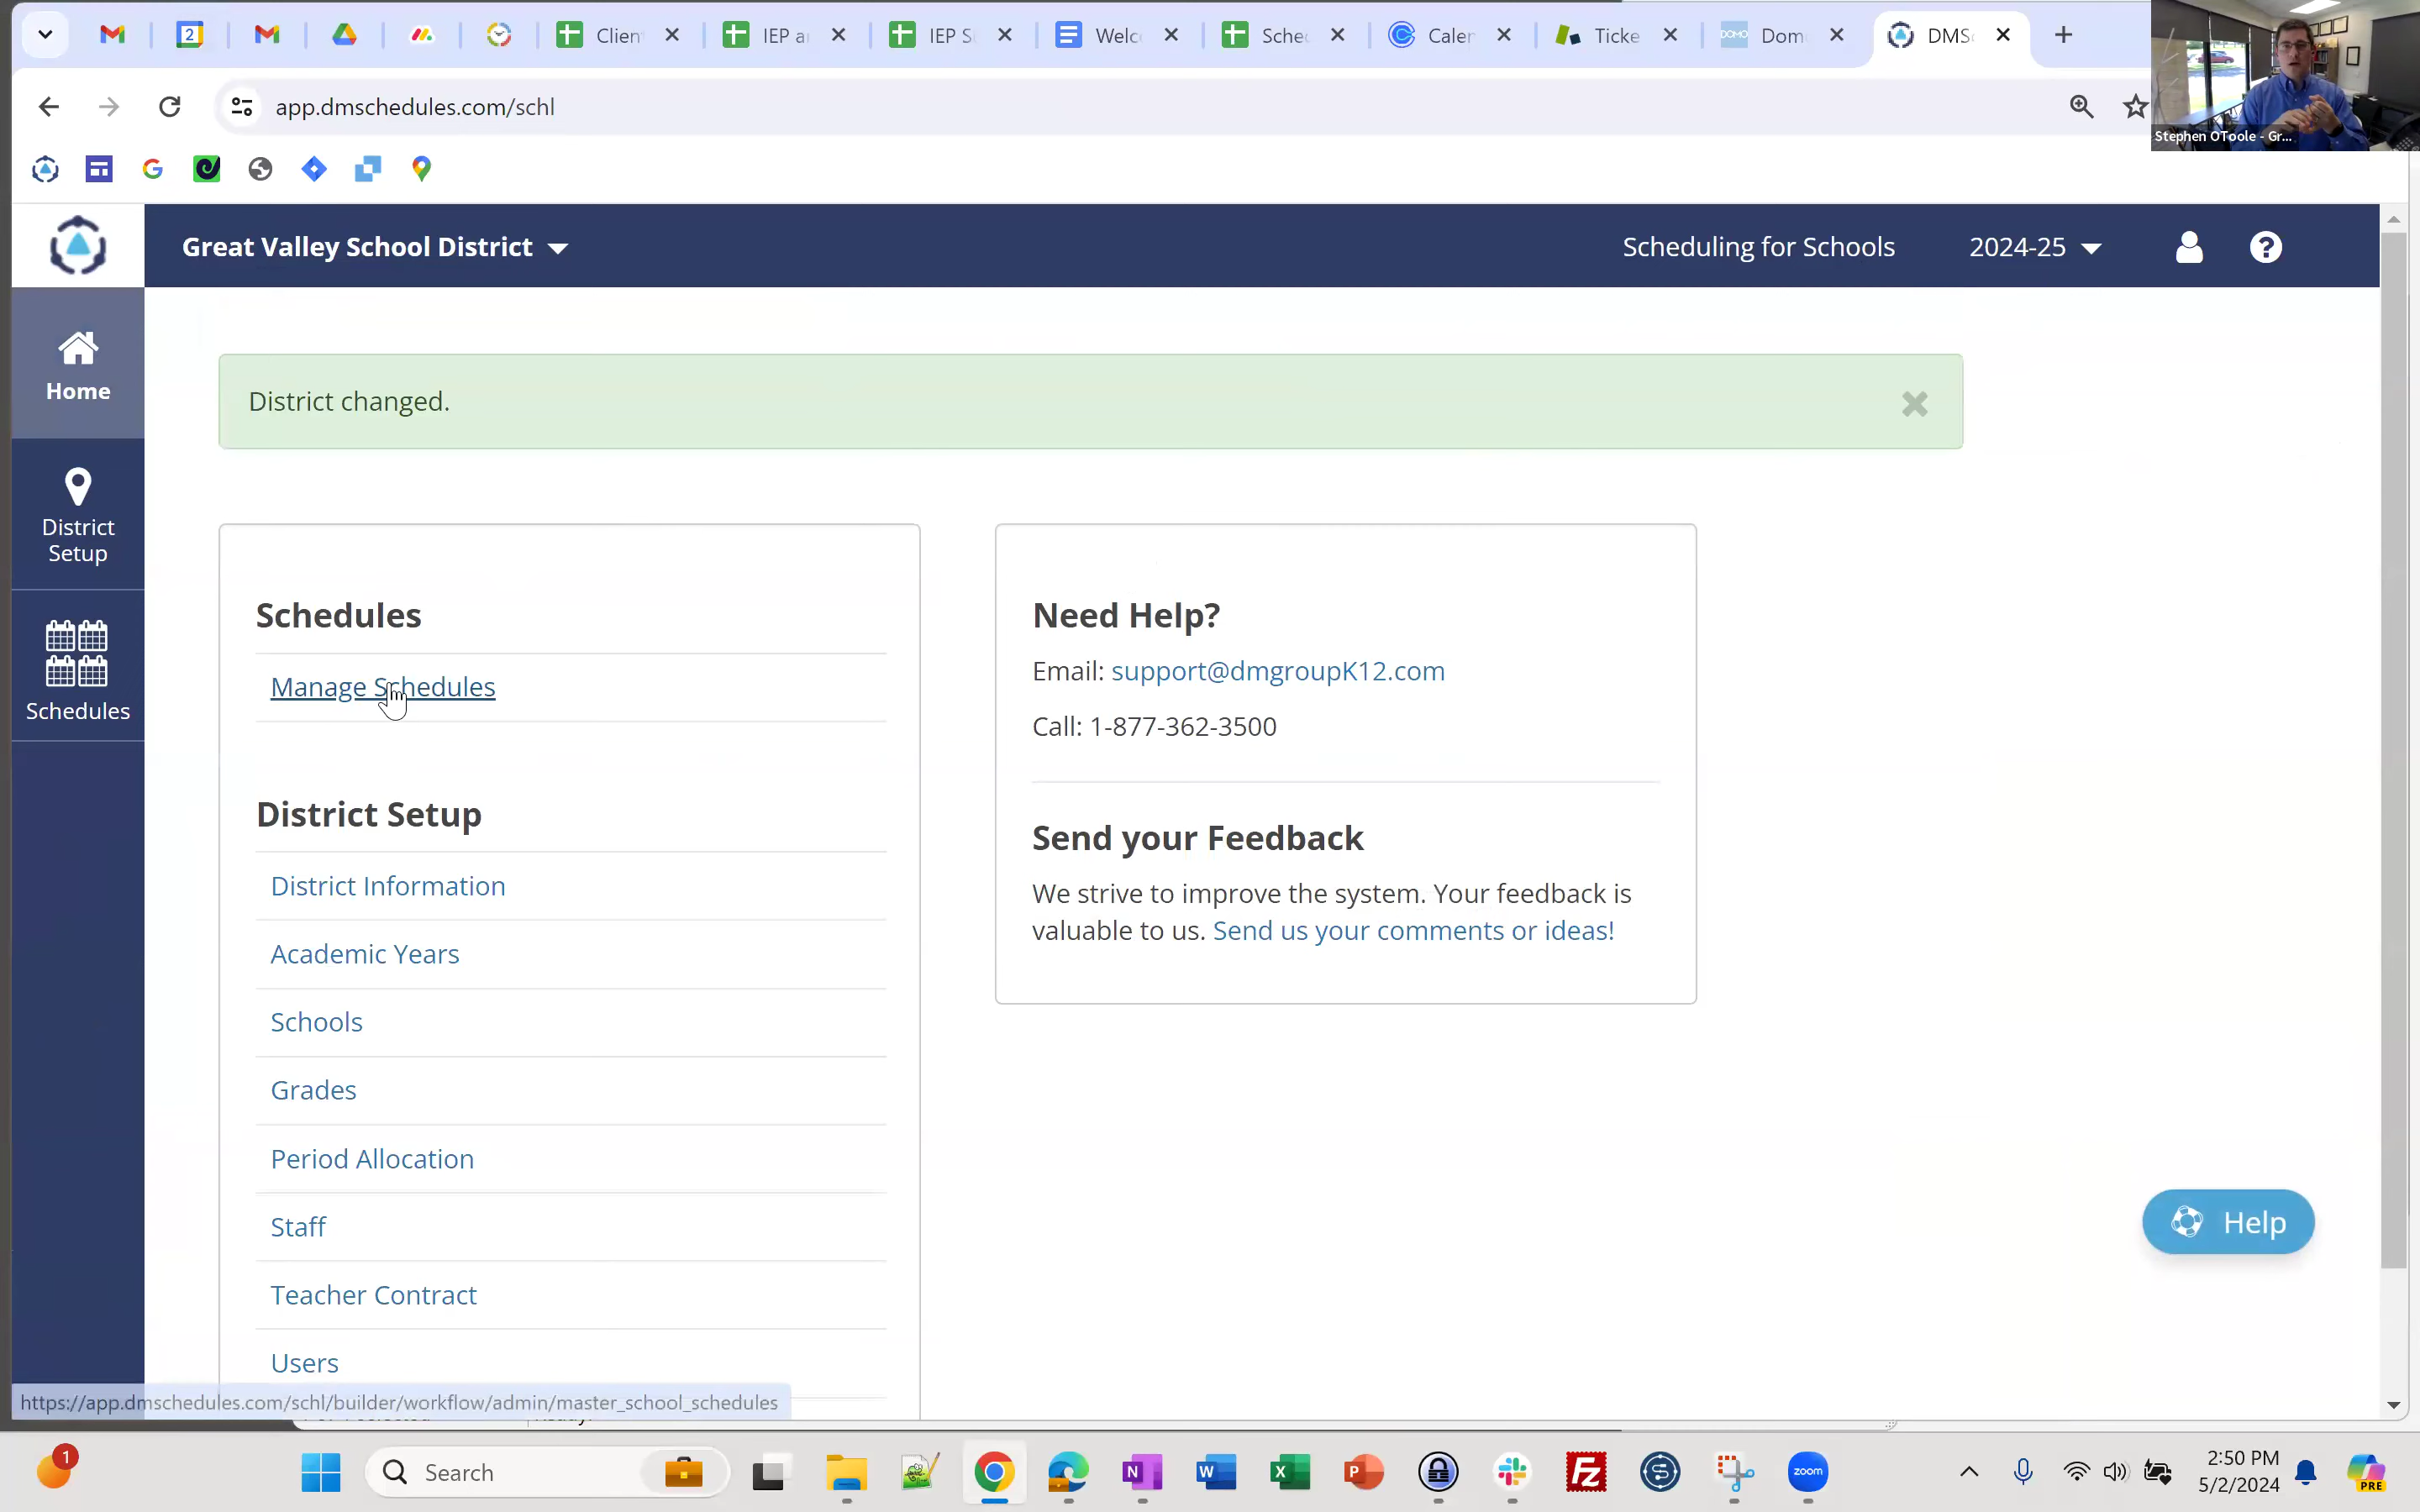 2
Clien
IEP a
IEP S
Welc
Sche
Caler
Ticke
DOMO
Dom
DMS
app.dmschedules.com/schl
Stephen OToole - Gr...
Great Valley School District
Scheduling for Schools
2024-25
Home
District changed.
District
Setup
Schedules
Schedules
Manage Schedules
District Setup
District Information
Academic Years
Schools
Grades
Period Allocation
Staff
Teacher Contract
Users
Need Help?
Email: support@dmgroupK12.com
Call: 1-877-362-3500
Send your Feedback
We strive to improve the system. Your feedback is
valuable to us. Send us your comments or ideas!
Help
https://app.dmschedules.com/schl/builder/workflow/admin/master_school_schedules
1
Search
zoom
2:50 PM
5/2/2024
PRE